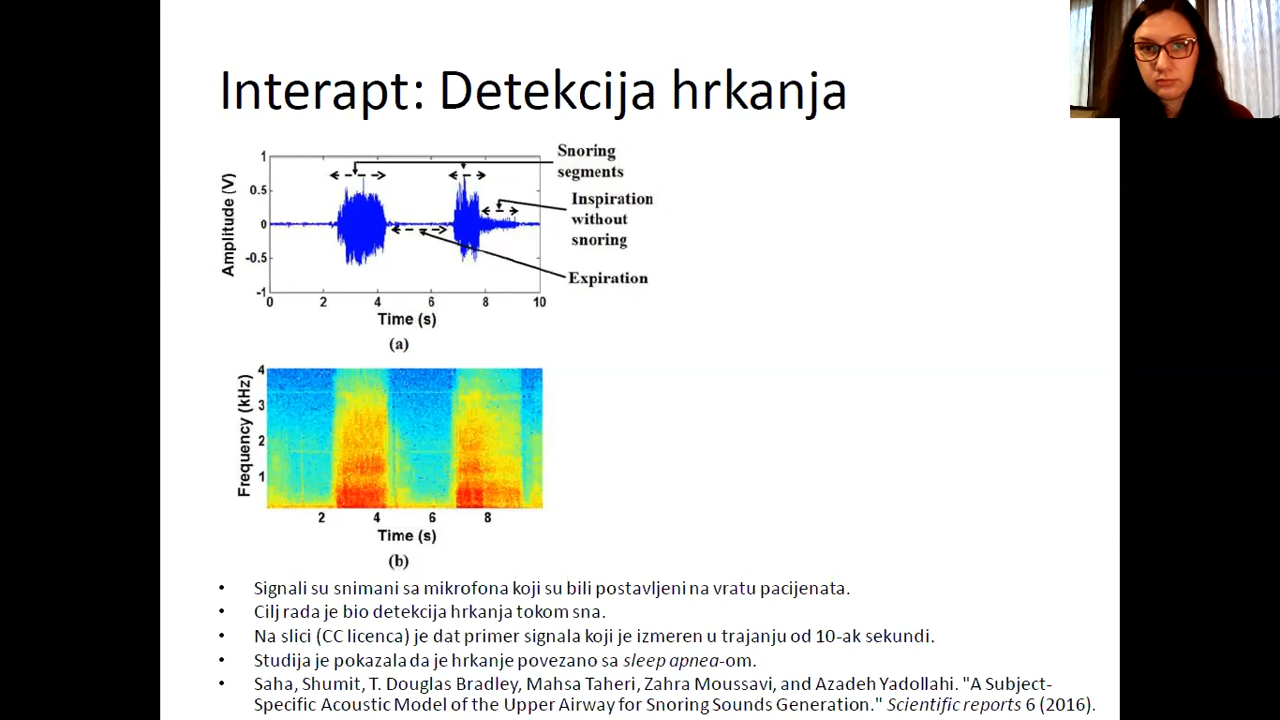 Interapt: Detekcija hrkanja
Snoring
segments
Inspiration
without
snoring
Expiration
Amplitude (V)
1
0.5
0
-0.5
-1
0 2 4 6 8 10
Time (s)
(a)
Frequency (kHz)
4
3
2
1
2 4 6 8
Time (s)
(b)
• Signali su snimani sa mikrofona koji su bili postavljeni na vratu pacijenata.
• Cilj rada je bio detekcija hrkanja tokom sna.
• Na slici (CC licenca) je dat primer signala koji je izmeren u trajanju od 10-ak sekundi.
• Studija je pokazala da je hrkanje povezano sa sleep apnea-om.
• Saha, Shumit, T. Douglas Bradley, Mahsa Taheri, Zahra Moussavi, and Azadeh Yadollahi. "A Subject-
Specific Acoustic Model of the Upper Airway for Snoring Sounds Generation." Scientific reports 6 (2016).